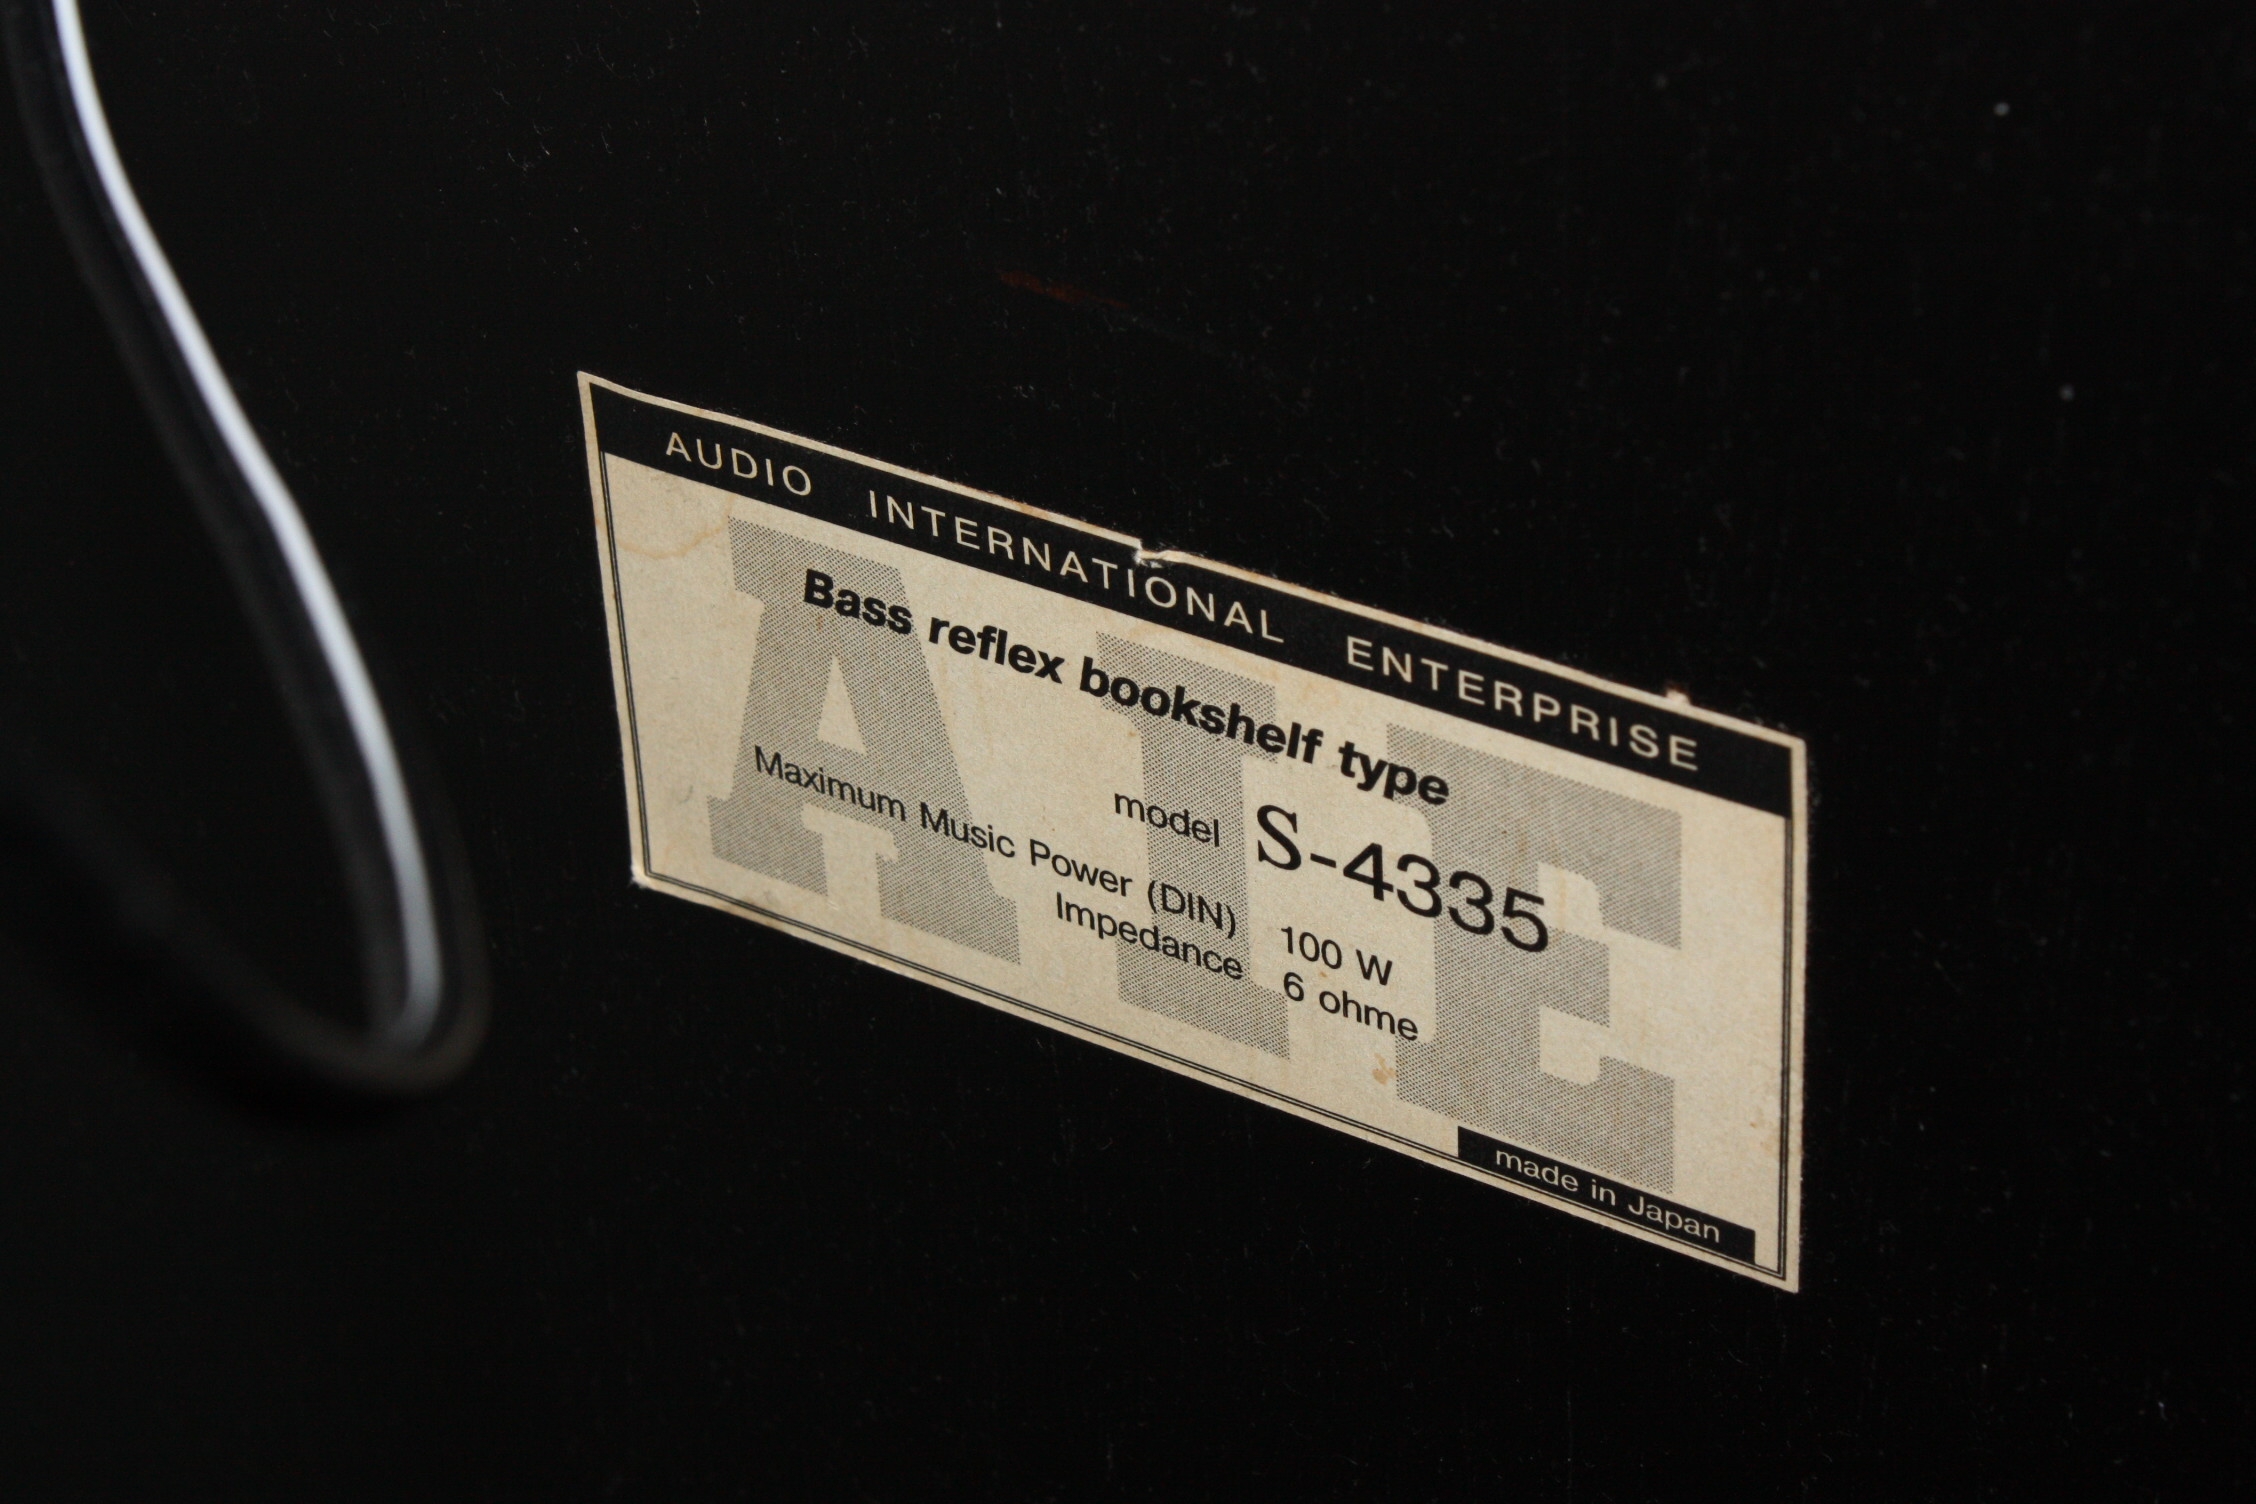 AUDIO INTERNATIONAL ENTERPRISE
AIE
Bass reflex bookshelf type
model S-4335
Maximum Music Power (DIN) 100 W
Impedance 6 ohme
made in Japan